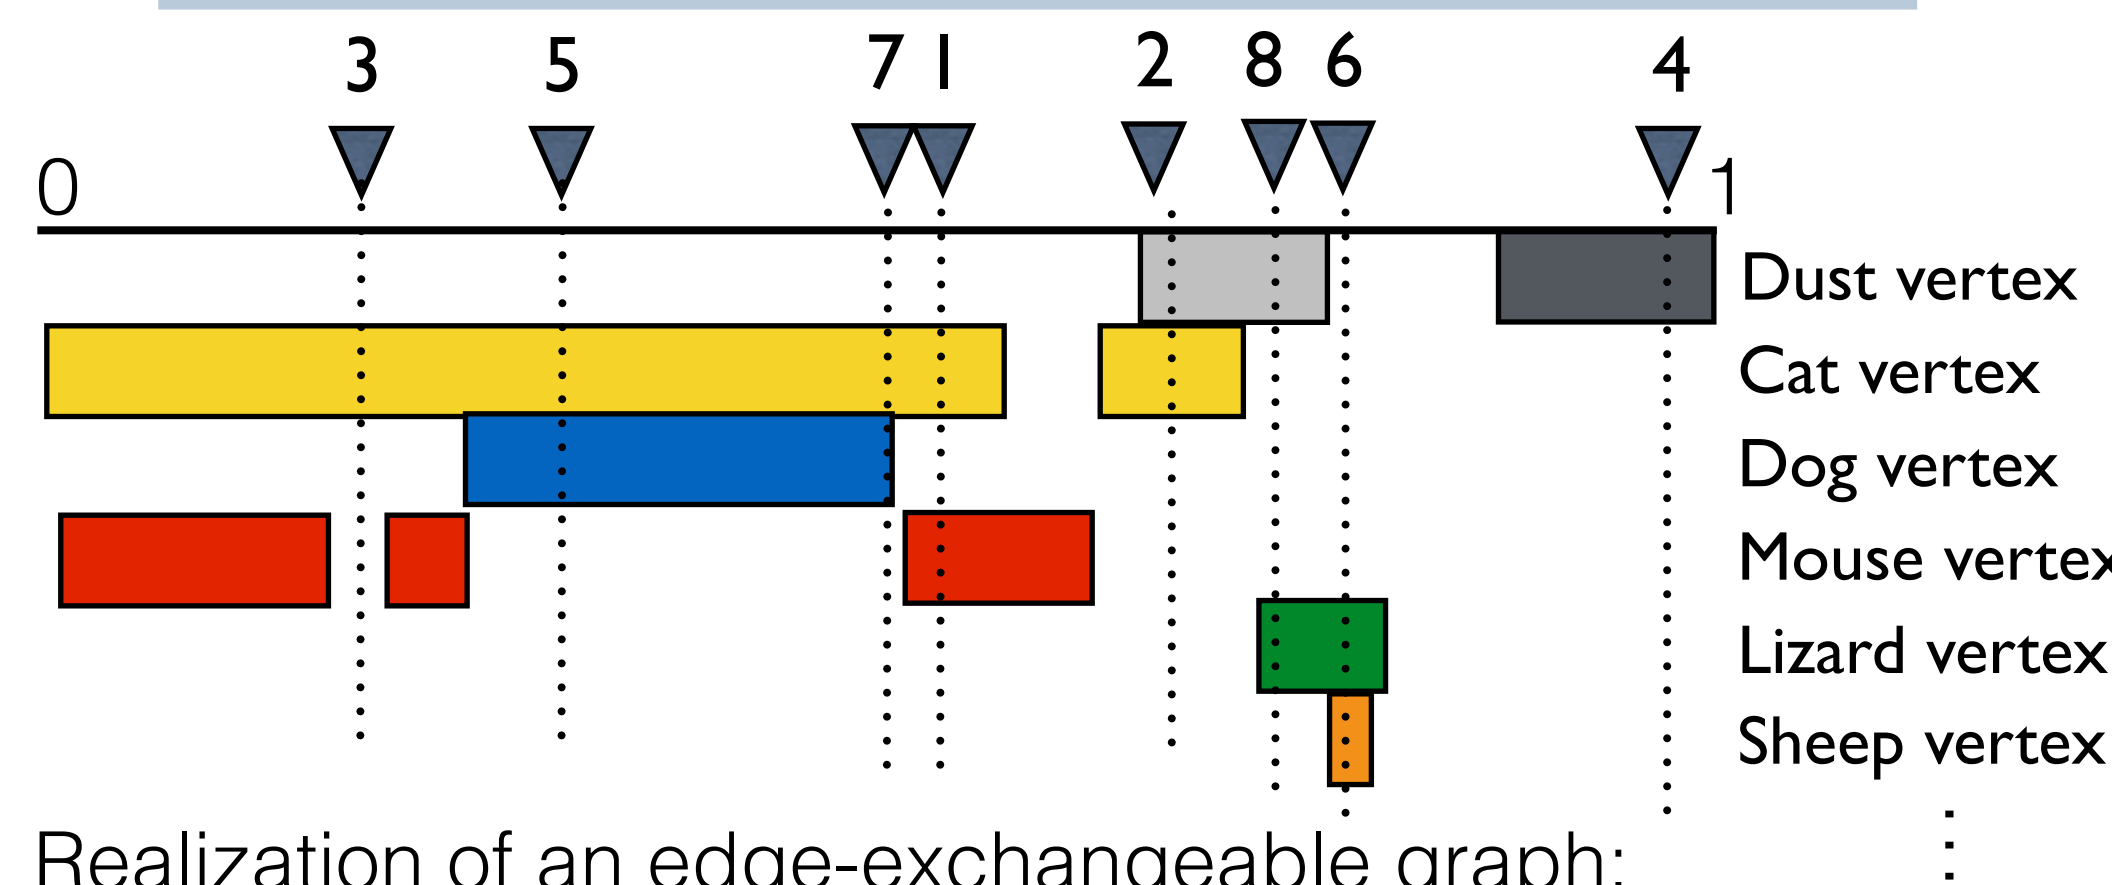 3 5 7 1 2 8 6 4
0 1
Dust vertex
Cat vertex
Dog vertex
Mouse vertex
Lizard vertex
Sheep vertex
Realization of an edge-exchangeable graph: